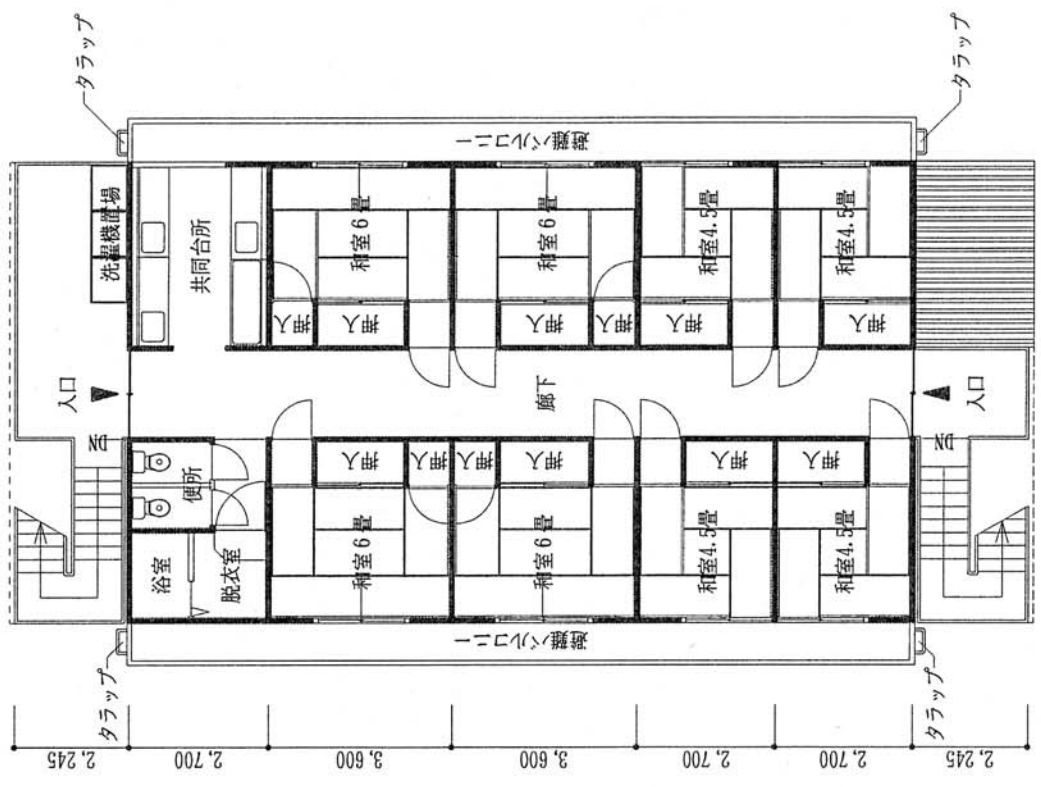 タラップ
タラップ
避難バルコニー
洗濯機置場
共同台所
和室6畳
和室6畳
和室4.5畳
和室4.5畳
押入
押入
押入
押入
押入
押入
入口
廊下
入口
DN
DN
便所
押入
押入
押入
押入
押入
押入
浴室
脱衣室
和室6畳
和室6畳
和室4.5畳
和室4.5畳
避難バルコニー
タラップ
タラップ
2,245
2,700
3,600
3,600
2,700
2,700
2,245